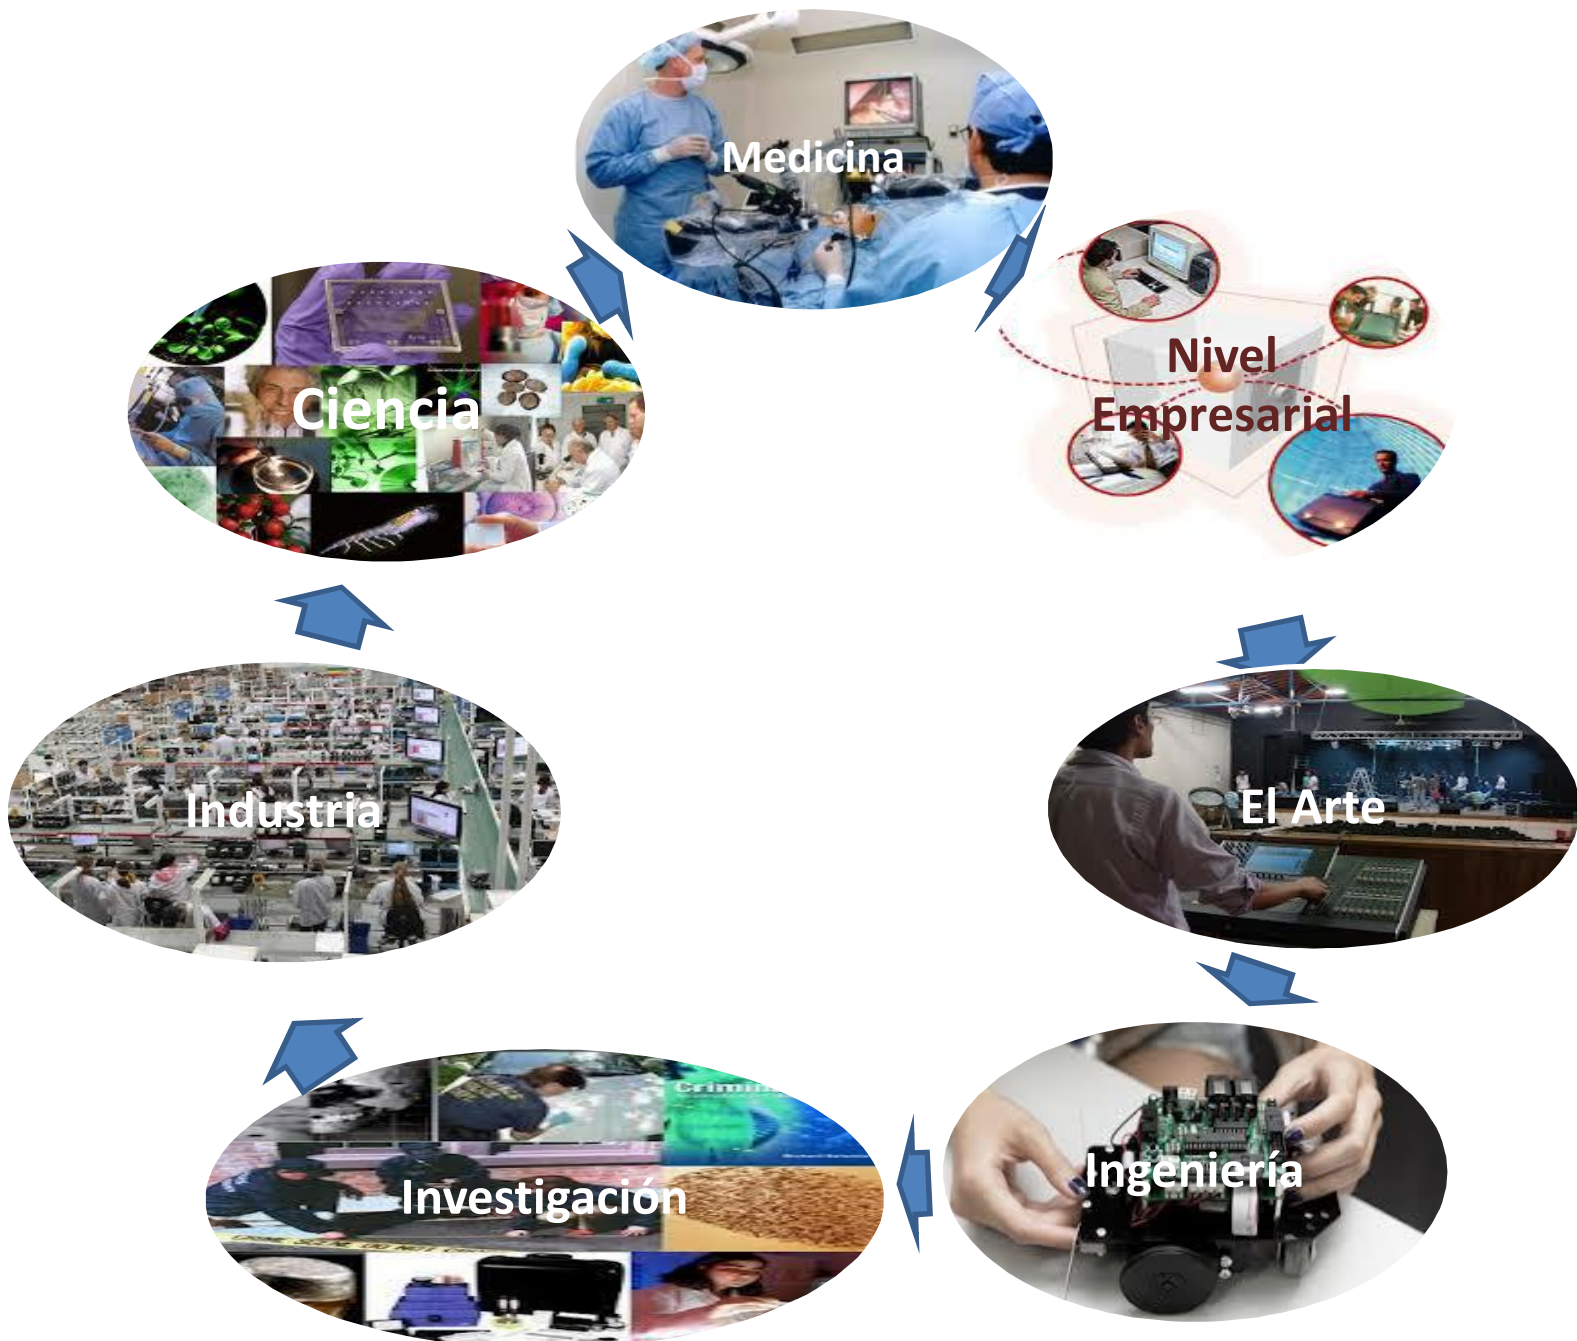 Medicina
Nivel
Empresarial
El Arte
Ingeniería
Investigación
Industria
Ciencia